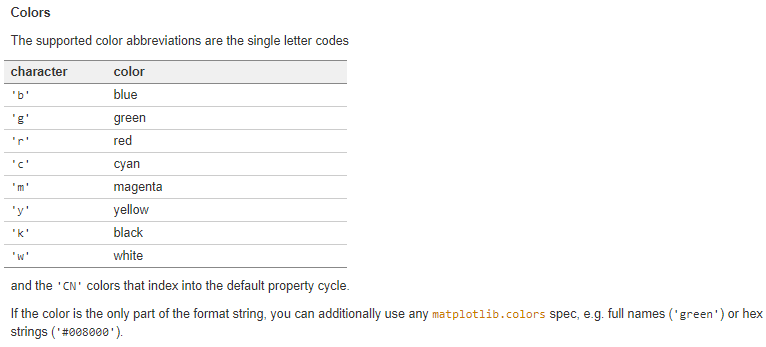 Colors
The supported color abbreviations are the single letter codes
character color
'b' blue
'g' green
'r' red
'c' cyan
'm' magenta
'y' yellow
'k' black
'w' white
and the 'CN' colors that index into the default property cycle.
If the color is the only part of the format string, you can additionally use any matplotlib.colors spec, e.g. full names ('green') or hex
strings ('#008000').